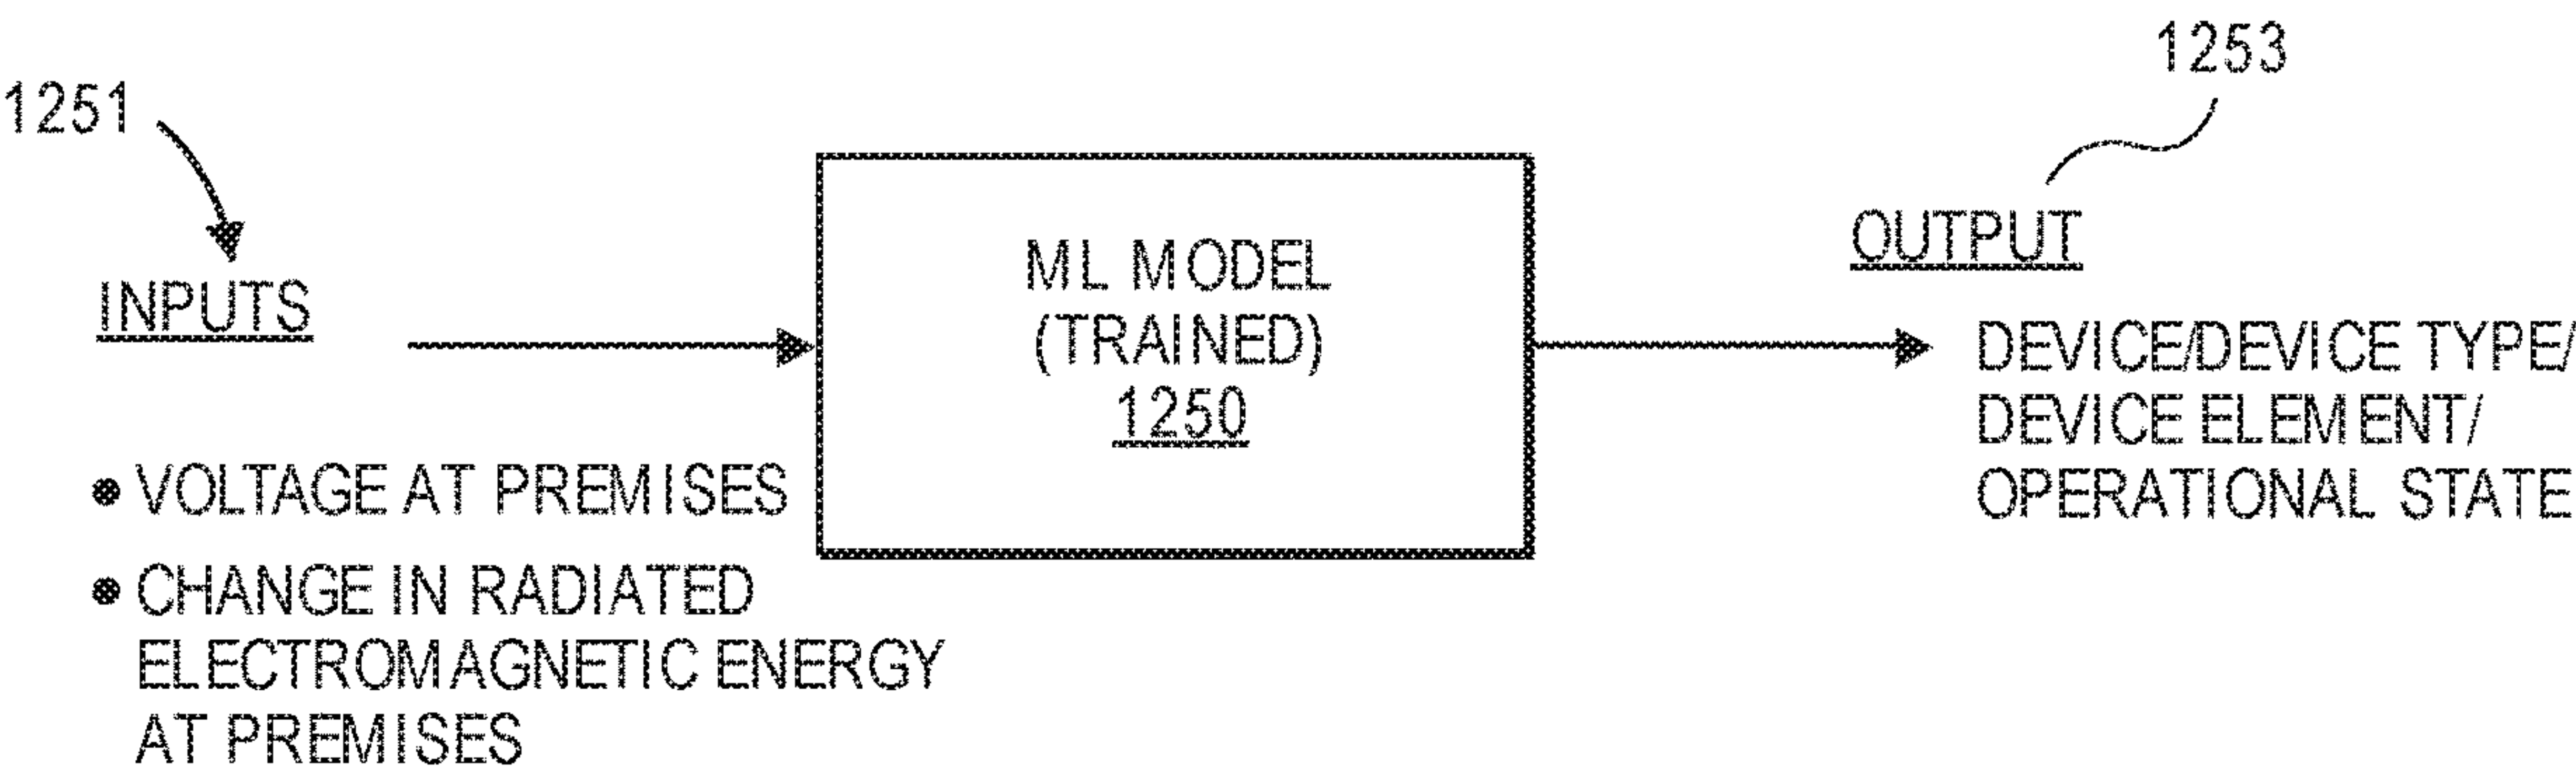 1251
INPUTS
• VOLTAGE AT PREMISES
• CHANGE IN RADIATED
ELECTROMAGNETIC ENERGY
AT PREMISES
ML MODEL
(TRAINED)
1250
1253
OUTPUT
DEVICE/DEVICE TYPE/
DEVICE ELEMENT/
OPERATIONAL STATE